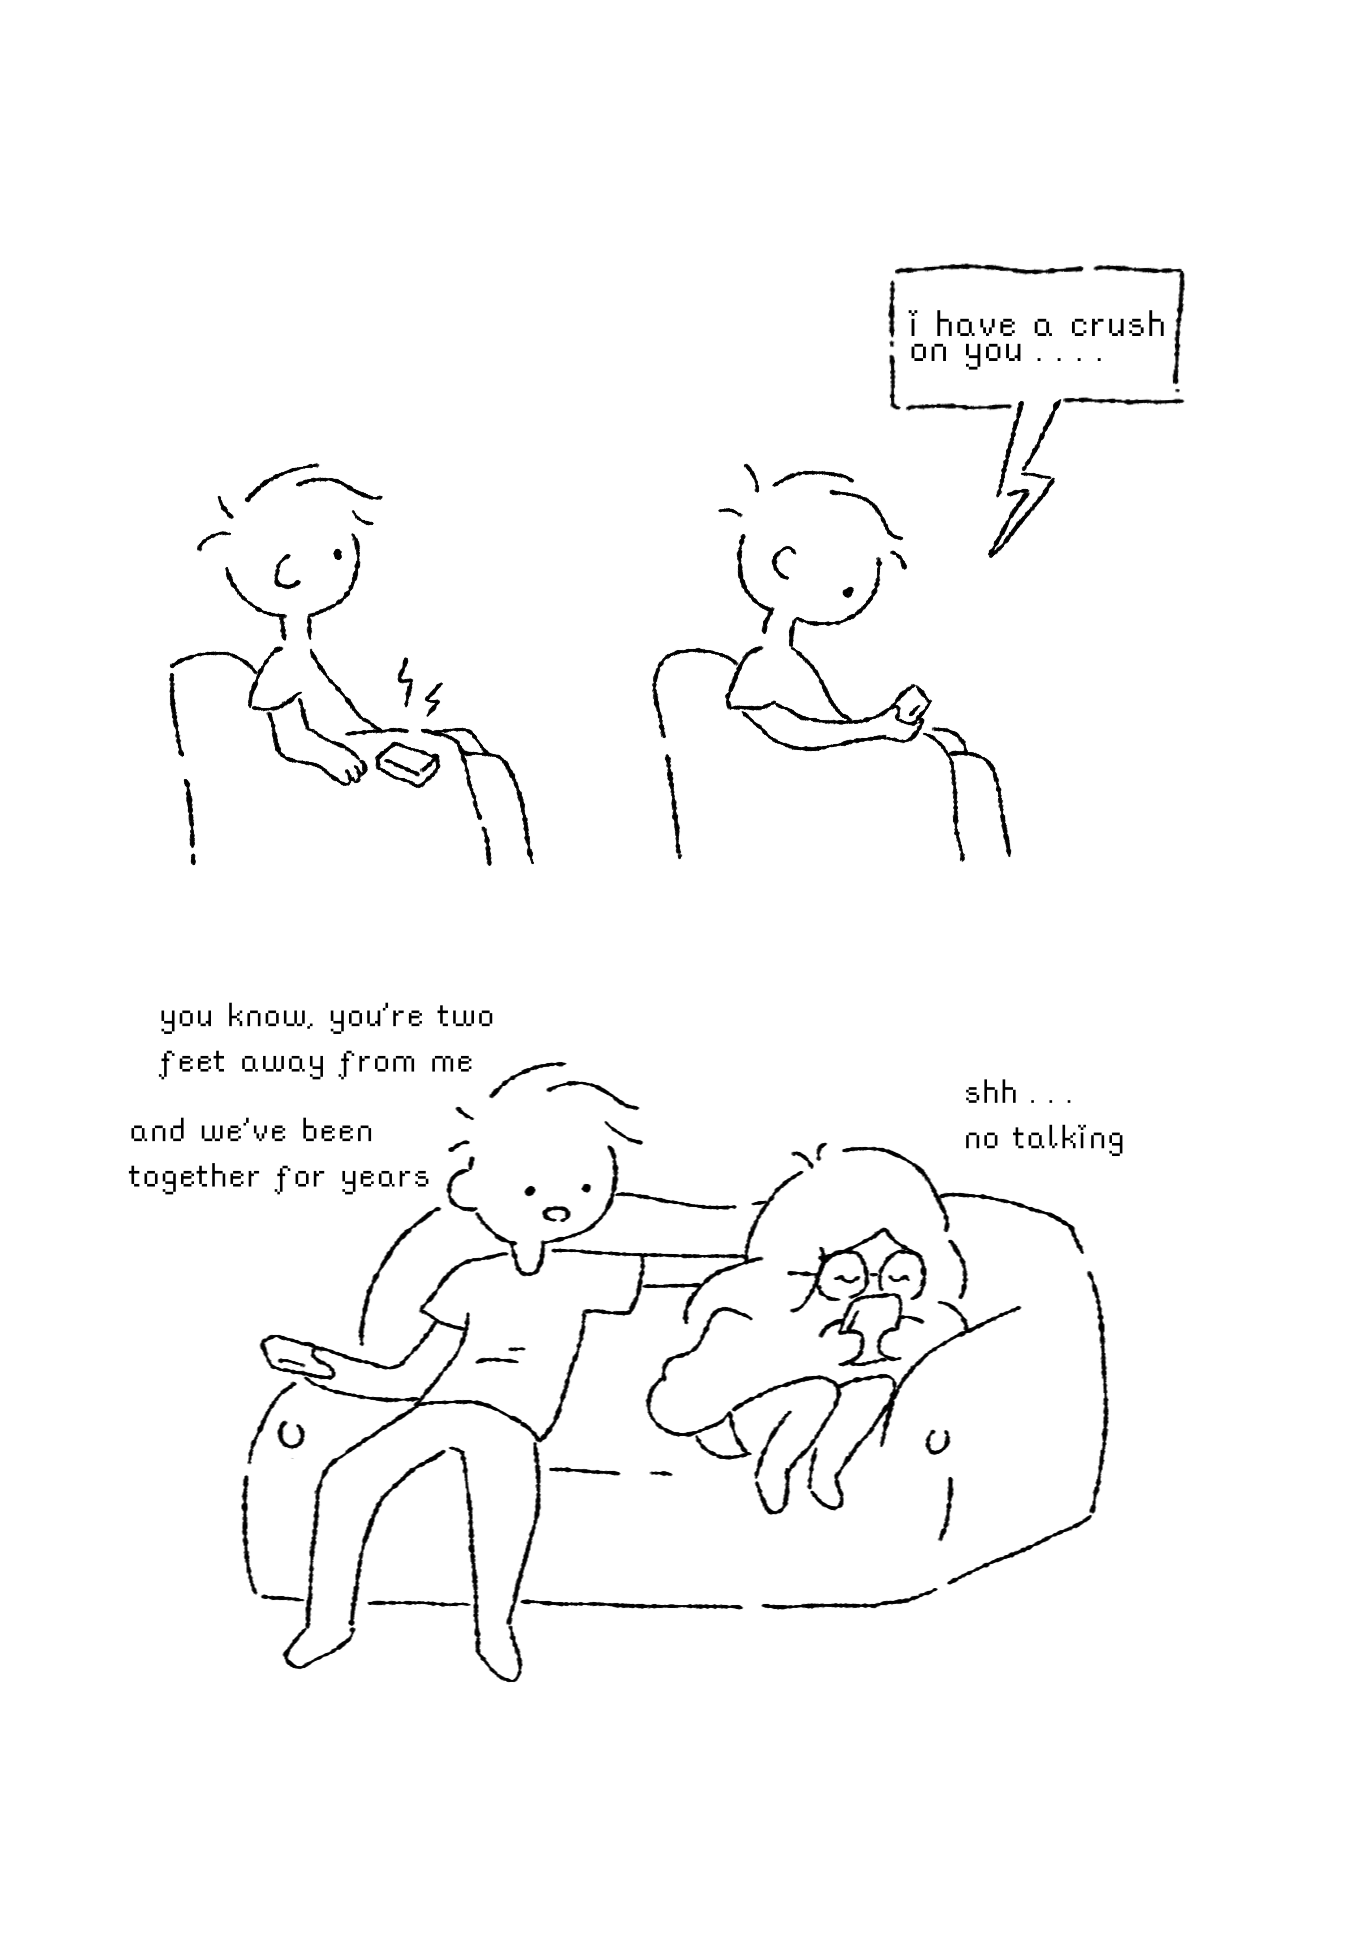 i have a crush
on you....
you know, you're two
feet away from me
and we've been
together for years
shh...
no talking